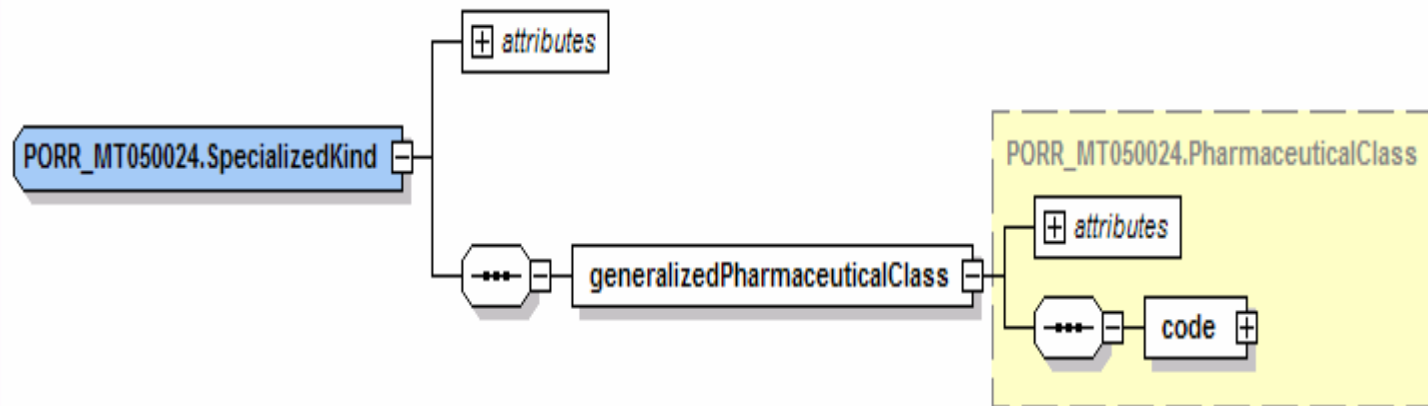 attributes
PORR_MT050024.SpecializedKind
PORR_MT050024.PharmaceuticalClass
attributes
generalizedPharmaceuticalClass
code